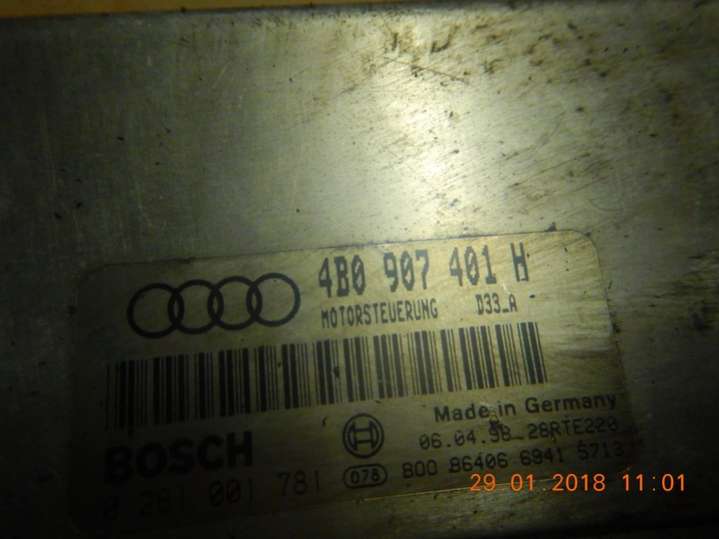 4B0 907 401 H
MOTORSTEUERUNG D33_A
Made in Germany
BOSCH 06.04.98 28RTE220
0 281 001 781 078 800 86406 6941 5713
29 01 2018 11:01